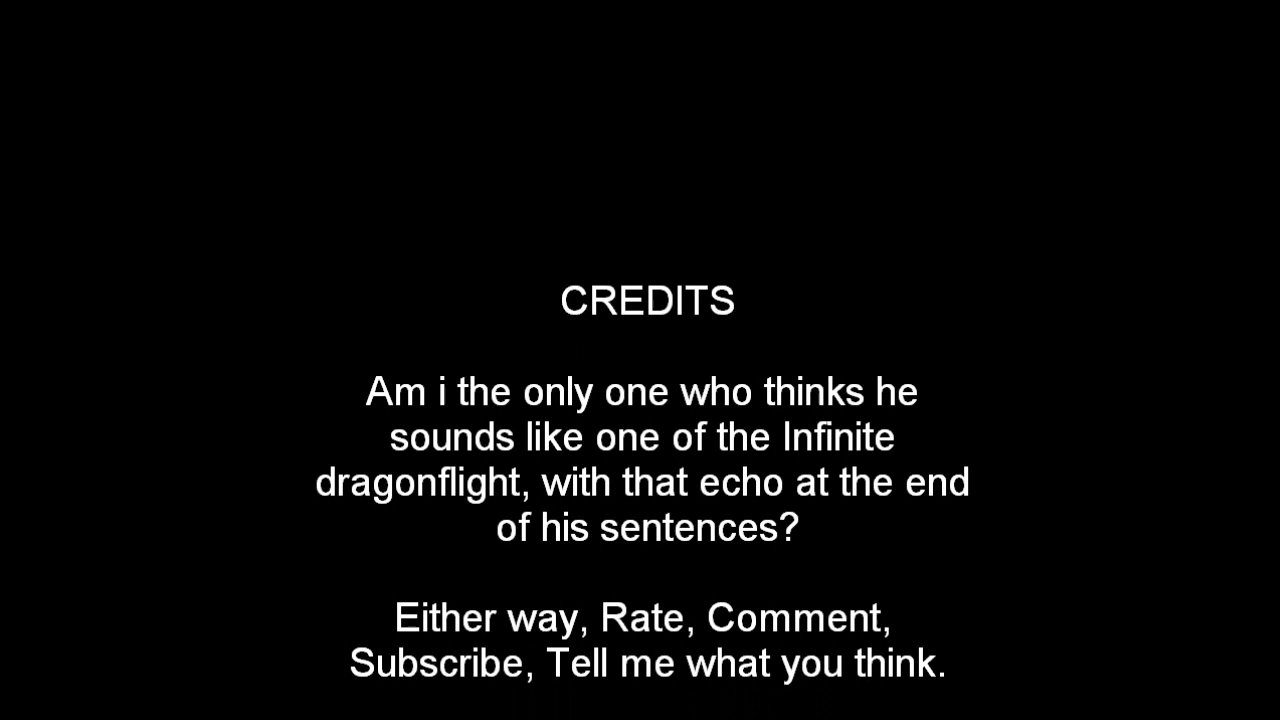 CREDITS
Am i the only one who thinks he
sounds like one of the Infinite
dragonflight, with that echo at the end
of his sentences?
Either way, Rate, Comment,
Subscribe, Tell me what you think.